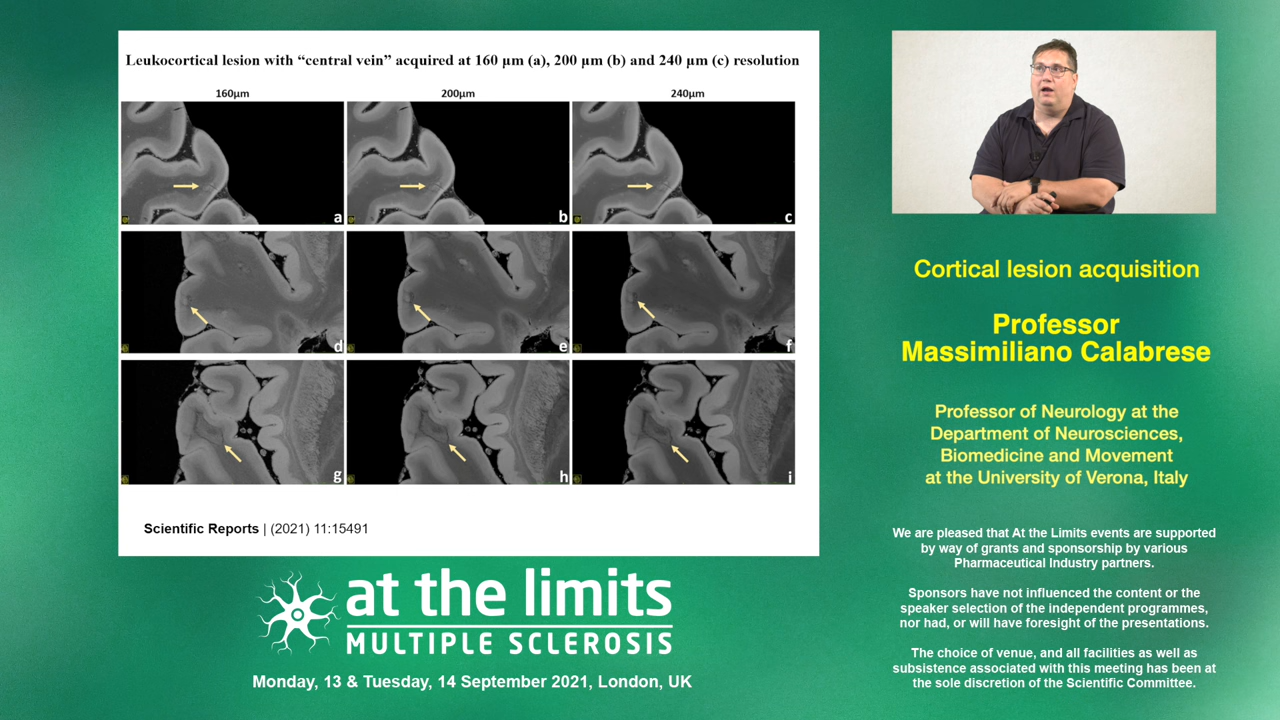 Leukocortical lesion with “central vein” acquired at 160 µm (a), 200 µm (b) and 240 µm (c) resolution
160µm
200µm
240µm
a
b
c
d
e
f
g
h
i
Scientific Reports | (2021) 11:15491
at the limits
MULTIPLE SCLEROSIS
Monday, 13 & Tuesday, 14 September 2021, London, UK
Cortical lesion acquisition
Professor
Massimiliano Calabrese
Professor of Neurology at the
Department of Neurosciences,
Biomedicine and Movement
at the University of Verona, Italy
We are pleased that At the Limits events are supported
by way of grants and sponsorship by various
Pharmaceutical Industry partners.
Sponsors have not influenced the content or the
speaker selection of the independent programmes,
nor had, or will have foresight of the presentations.
The choice of venue, and all facilities as well as
subsistence associated with this meeting has been at
the sole discretion of the Scientific Committee.